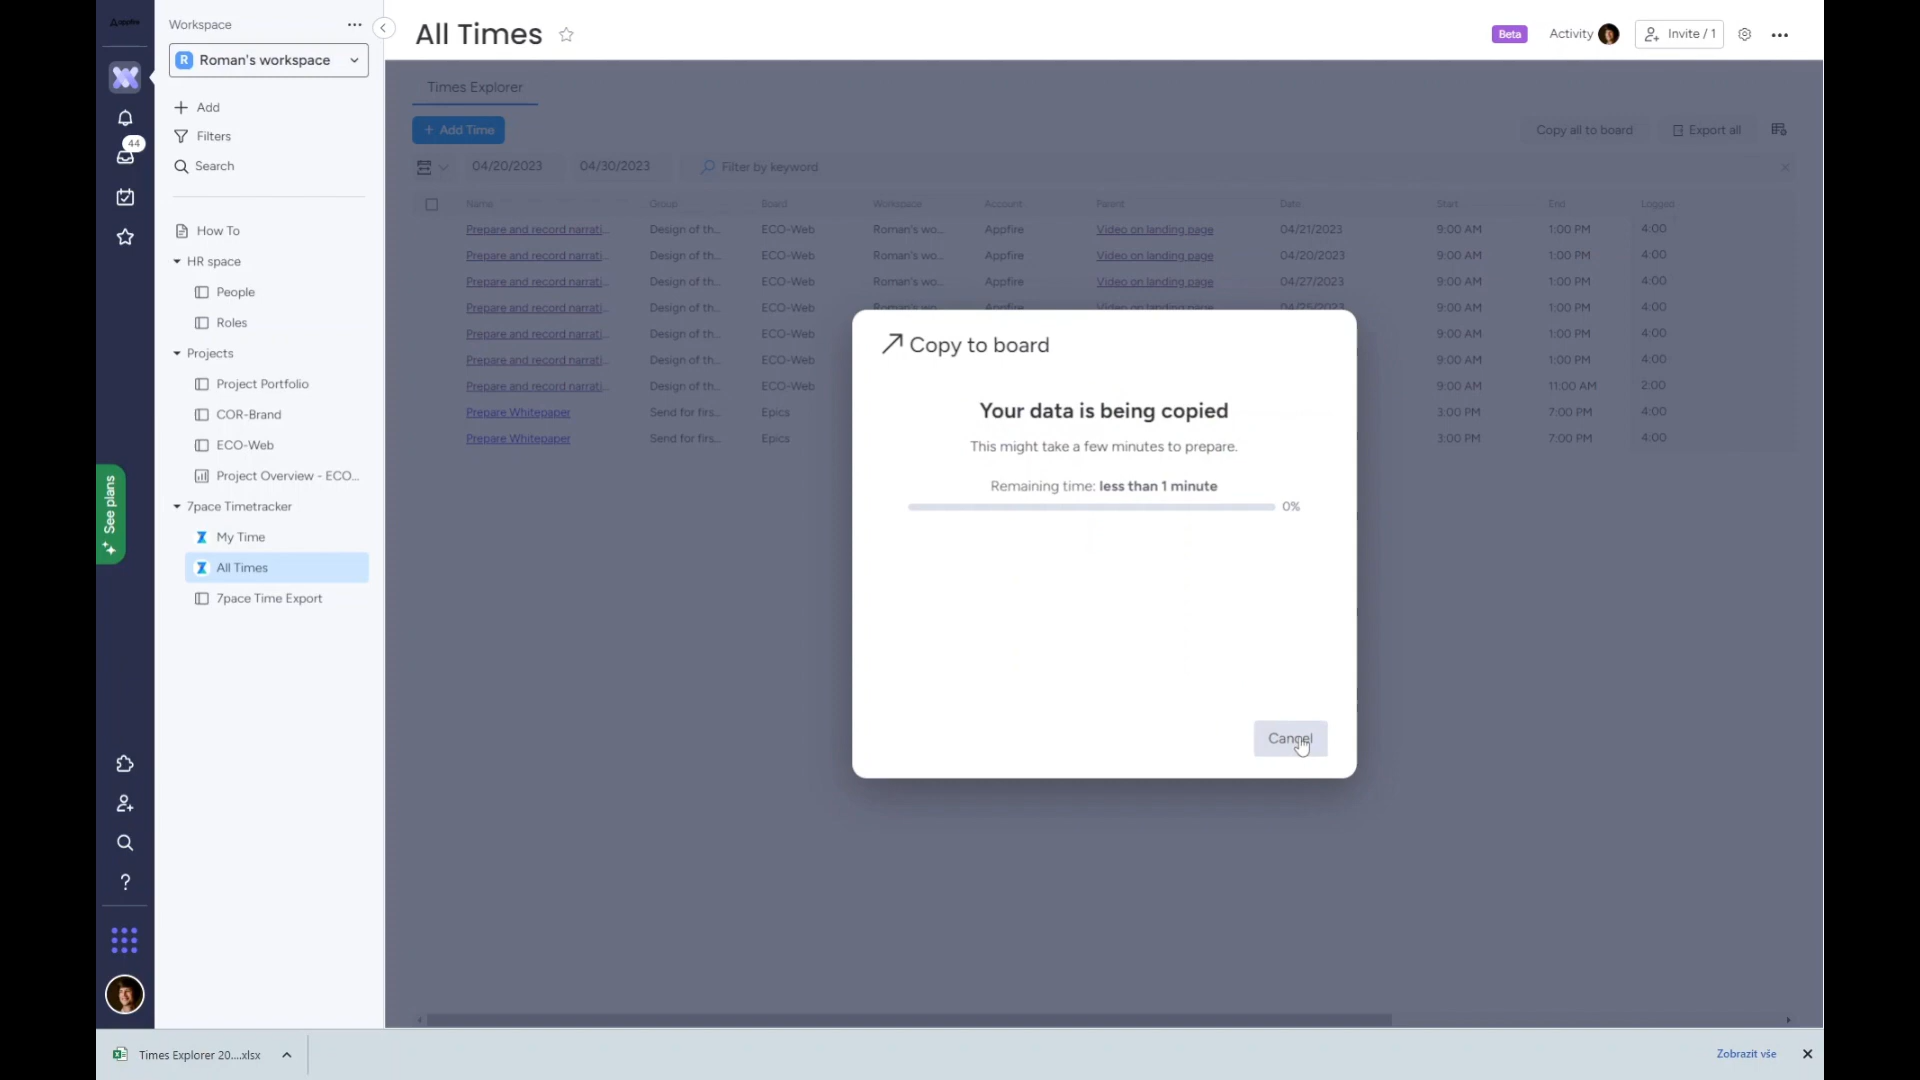 Workspace
R Roman's workspace
Add
Filters
Search
How To
HR space
People
Roles
Projects
Project Portfolio
COR-Brand
ECO-Web
Project Overview - ECO...
7pace Timetracker
My Time
All Times
7pace Time Export
44
See plans
?
All Times
Beta
Activity
Invite / 1
Times Explorer
+ Add Time
Copy all to board
Export all
04/20/2023 04/30/2023 Filter by keyword
Name Group Board Workspace Account Parent Date Start End Logged
Prepare and record narrati... Design of th... ECO-Web Roman's wo... Appfire Video on landing page 04/21/2023 9:00 AM 1:00 PM 4:00
Prepare and record narrati... Design of th... ECO-Web Roman's wo... Appfire Video on landing page 04/20/2023 9:00 AM 1:00 PM 4:00
Prepare and record narrati... Design of th... ECO-Web Roman's wo... Appfire Video on landing page 04/27/2023 9:00 AM 1:00 PM 4:00
Prepare and record narrati... Design of th... ECO-Web Roman's wo... Appfire Video on landing page 04/25/2023 9:00 AM 1:00 PM 4:00
Prepare and record narrati... Design of th... ECO-Web 9:00 AM 1:00 PM 4:00
Prepare and record narrati... Design of th... ECO-Web 9:00 AM 1:00 PM 4:00
Prepare and record narrati... Design of th... ECO-Web 9:00 AM 11:00 AM 2:00
Prepare Whitepaper Send for firs... Epics 3:00 PM 7:00 PM 4:00
Prepare Whitepaper Send for firs... Epics 3:00 PM 7:00 PM 4:00
Copy to board
Your data is being copied
This might take a few minutes to prepare.
Remaining time: less than 1 minute
0%
Cancel
Times Explorer 20....xlsx
Zobrazit vše